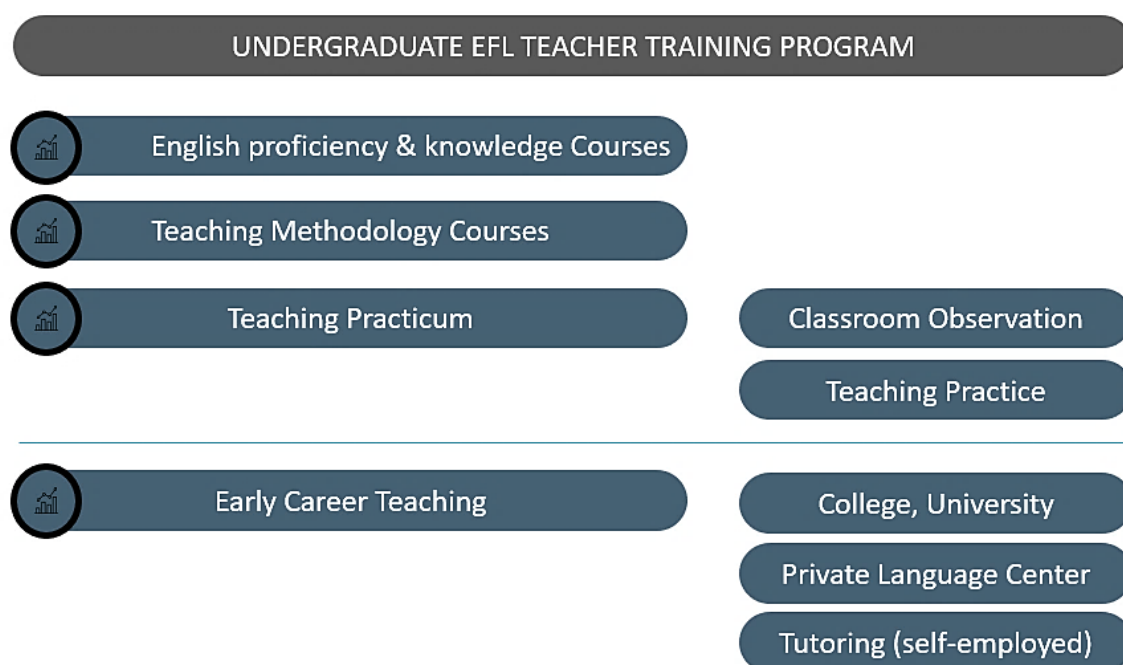 UNDERGRADUATE EFL TEACHER TRAINING PROGRAM
English proficiency & knowledge Courses
Teaching Methodology Courses
Teaching Practicum
Classroom Observation
Teaching Practice
Early Career Teaching
College, University
Private Language Center
Tutoring (self-employed)